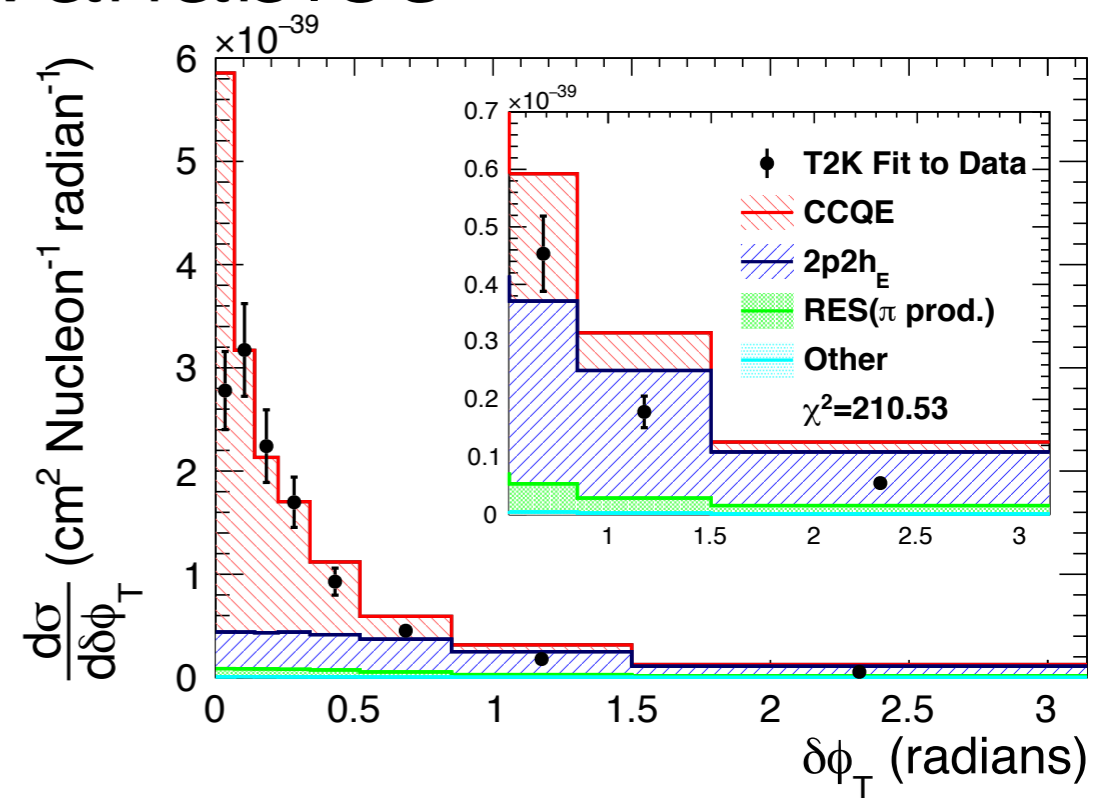 ×10⁻³⁹
dσ/dδϕ_T (cm² Nucleon⁻¹ radian⁻¹)
6
5
4
3
2
1
0
0 0.5 1 1.5 2 2.5 3
δϕ_T (radians)
×10⁻³⁹
0.7
0.6
0.5
0.4
0.3
0.2
0.1
0
1 1.5 2 2.5 3
T2K Fit to Data
CCQE
2p2h_E
RES(π prod.)
Other
χ²=210.53